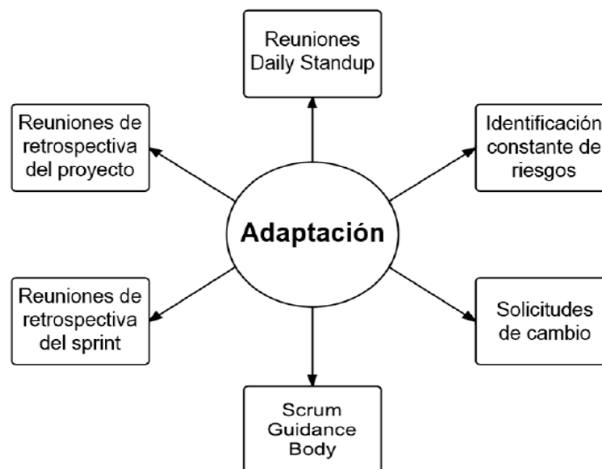 Reuniones
Daily Standup
Reuniones de
retrospectiva
del proyecto
Identificación
constante de
riesgos
Adaptación
Reuniones de
retrospectiva
del sprint
Solicitudes
de cambio
Scrum
Guidance
Body